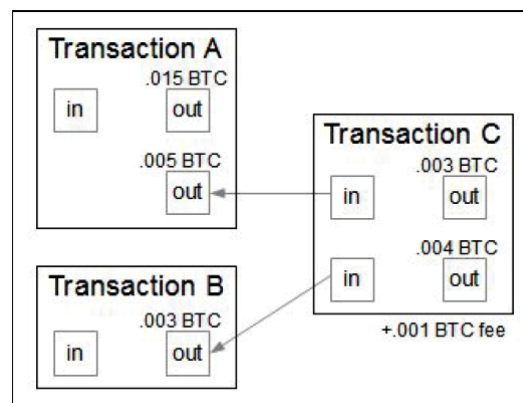 Transaction A
.015 BTC
in
out
.005 BTC
out
Transaction B
.003 BTC
in
out
Transaction C
.003 BTC
in
out
.004 BTC
in
out
+.001 BTC fee